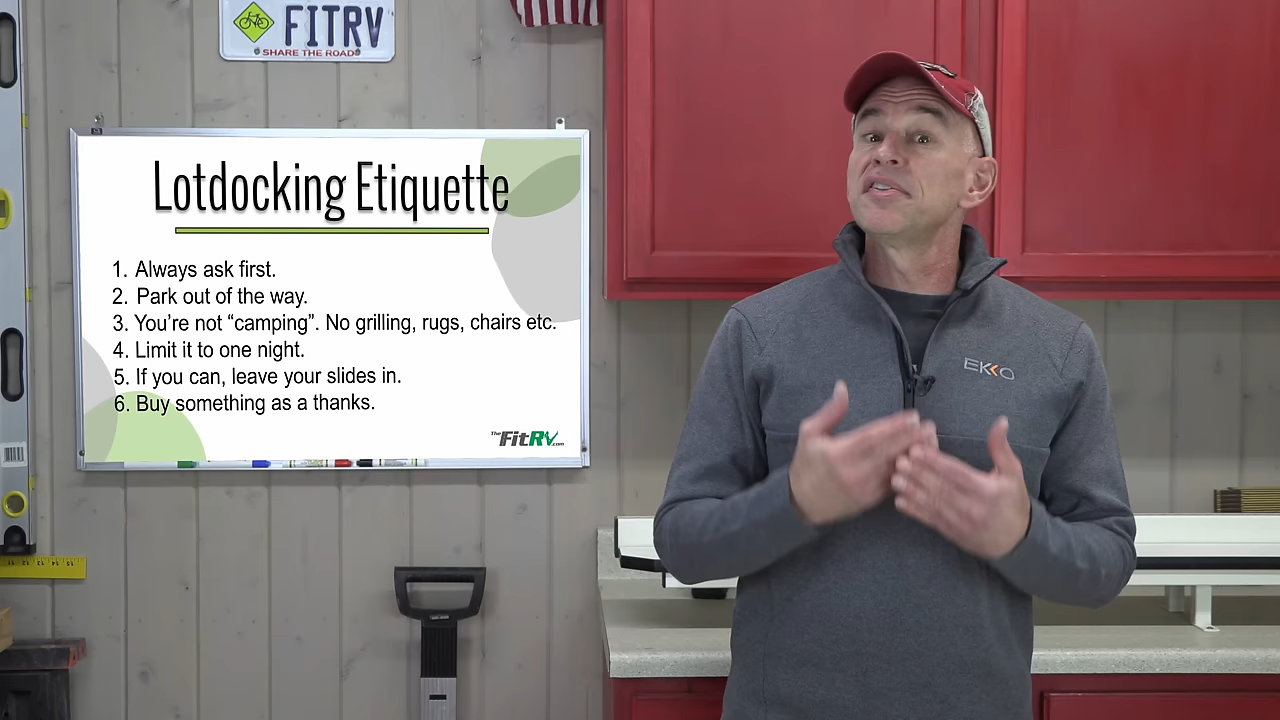 FITRV
SHARE THE ROAD
Lotdocking Etiquette
1. Always ask first.
2. Park out of the way.
3. You're not “camping”. No grilling, rugs, chairs etc.
4. Limit it to one night.
5. If you can, leave your slides in.
6. Buy something as a thanks.
The FitRV.com
EKKO